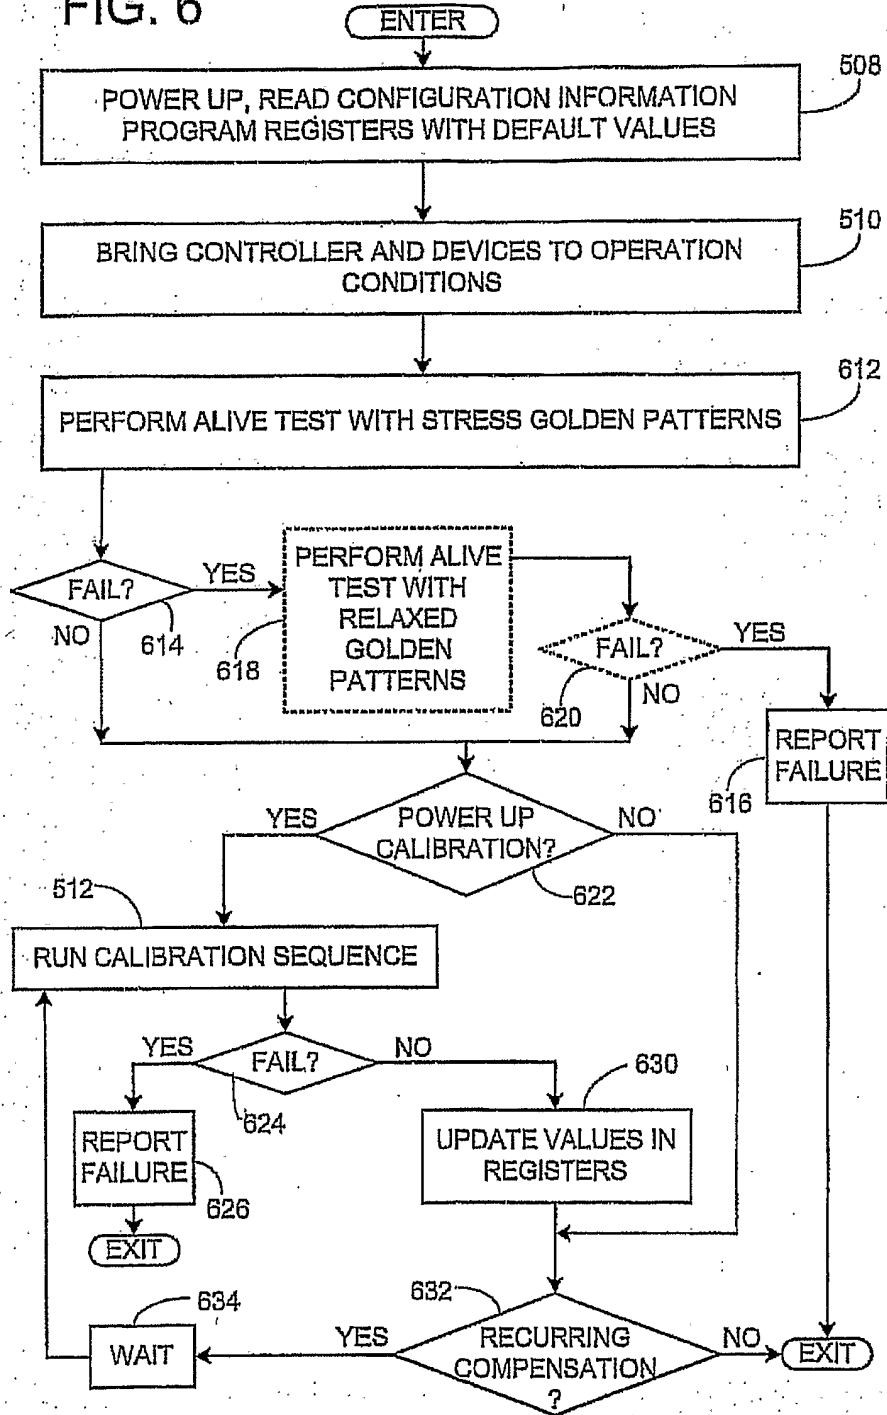 FIG. 6
ENTER
508
POWER UP, READ CONFIGURATION INFORMATION
PROGRAM REGISTERS WITH DEFAULT VALUES
510
BRING CONTROLLER AND DEVICES TO OPERATION
CONDITIONS
612
PERFORM ALIVE TEST WITH STRESS GOLDEN PATTERNS
FAIL?
YES
NO
614
PERFORM ALIVE
TEST WITH
RELAXED
GOLDEN
PATTERNS
618
FAIL?
YES
NO
620
REPORT
FAILURE
616
POWER UP
CALIBRATION?
YES
NO
622
512
RUN CALIBRATION SEQUENCE
FAIL?
YES
NO
624
REPORT
FAILURE
626
EXIT
630
UPDATE VALUES IN
REGISTERS
632
RECURRING
COMPENSATION
?
YES
NO
634
WAIT
EXIT